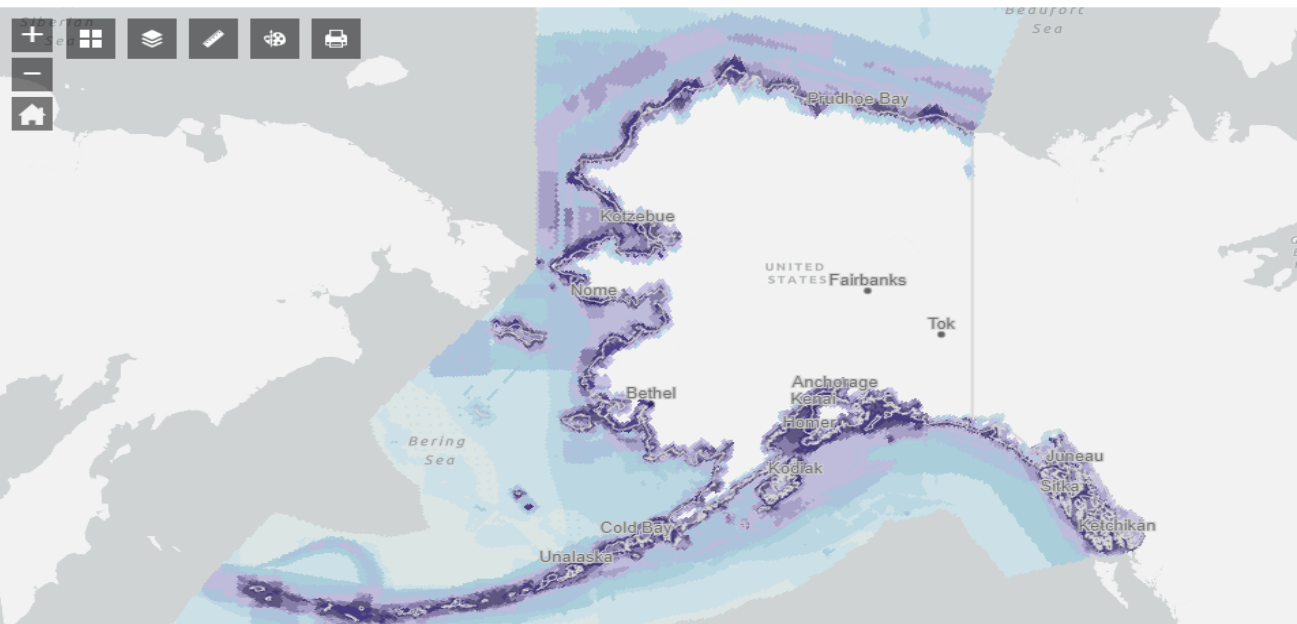 Siberian
Sea
Beaufort
Sea
Prudhoe Bay
Kotzebue
UNITED
STATES
Fairbanks
Nome
Tok
Anchorage
Bethel
Kenai
Homer
Bering
Sea
Juneau
Kodiak
Sitka
Cold Bay
Ketchikan
Unalaska